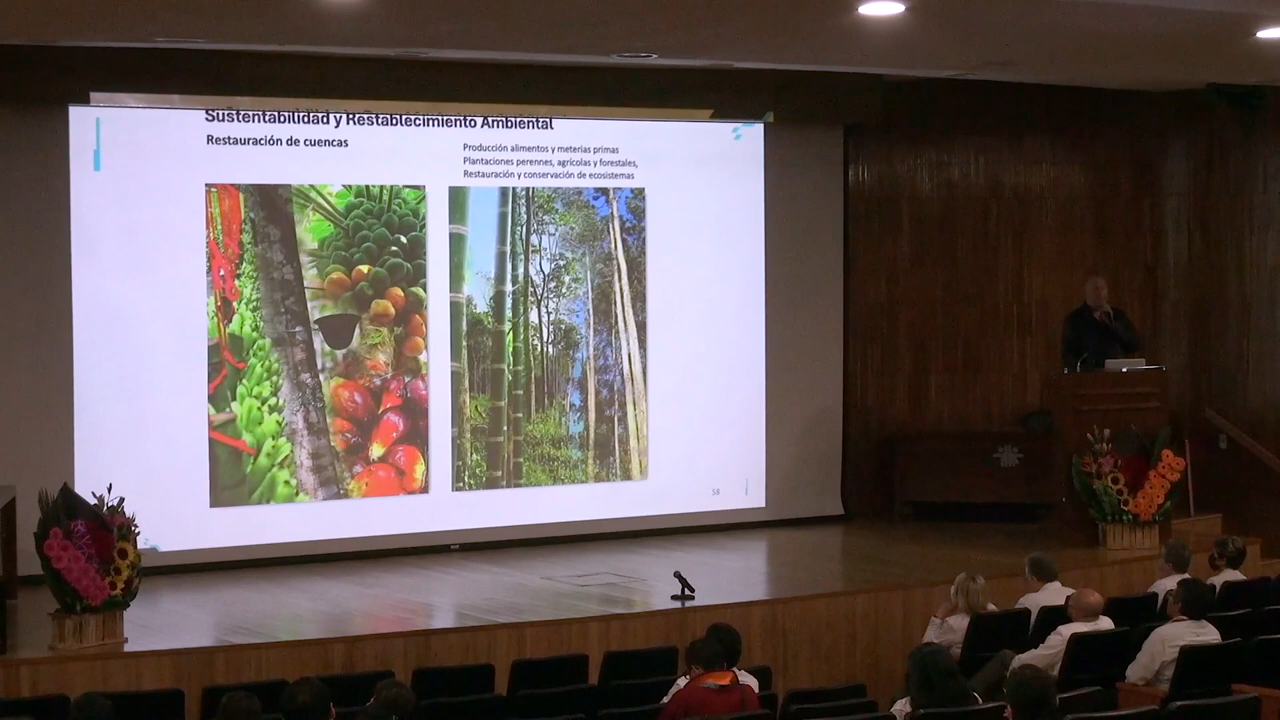 Sustentabilidad y Restablecimiento Ambiental
Restauración de cuencas
Producción alimentos y meterias primas
Plantaciones perennes, agrícolas y forestales,
Restauración y conservación de ecosistemas
58